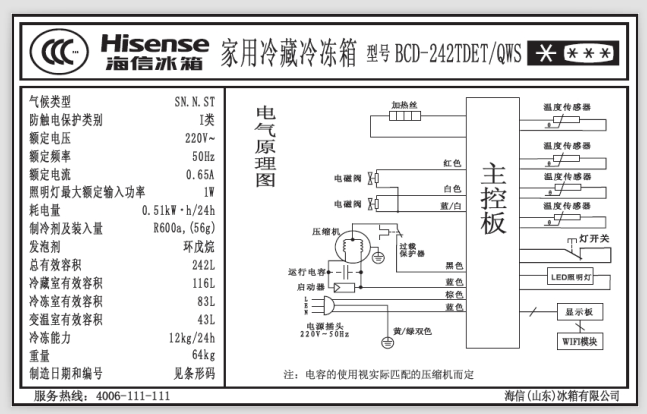 CCC Hisense 海信冰箱 家用冷藏冷冻箱 型号 BCD-242TDET/QWS
气候类型 SN.N.ST
防触电保护类别 I类
额定电压 220V~
额定频率 50Hz
额定电流 0.65A
照明灯最大额定输入功率 1W
耗电量 0.51kW·h/24h
制冷剂及装入量 R600a,(56g)
发泡剂 环戊烷
总有效容积 242L
冷藏室有效容积 116L
冷冻室有效容积 83L
变温室有效容积 43L
冷冻能力 12kg/24h
重量 64kg
制造日期和编号 见条形码
电气原理图
加热丝
红色
电磁阀
白色
电磁阀
蓝/白
压缩机
过载
保护器
黑色
运行电容
蓝色
启动器
棕色
L
E
N
蓝色
电源插头
220V~50Hz
黄/绿双色
主控板
温度传感器
θ
温度传感器
θ
温度传感器
θ
温度传感器
θ
灯开关
LED照明灯
显示板
WIFI模块
注：电容的使用视实际匹配的压缩机而定
服务热线：4006-111-111
海信(山东)冰箱有限公司